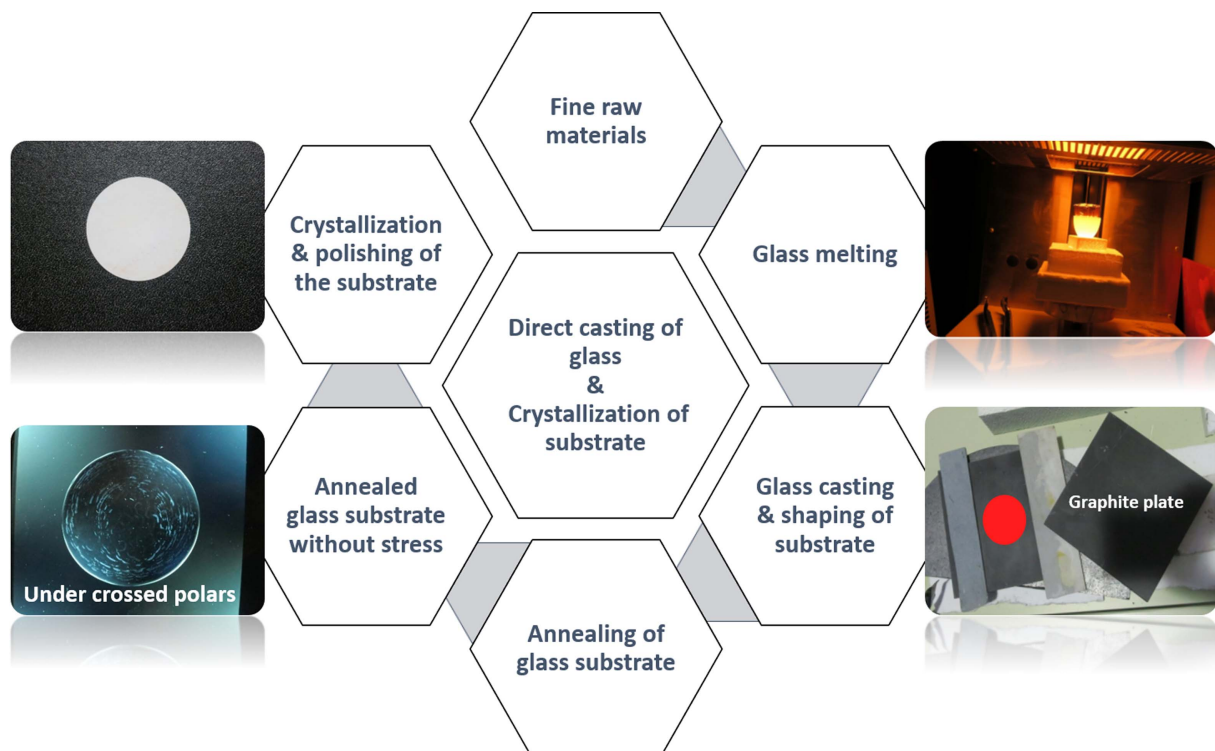 Fine raw
materials
Glass melting
Glass casting
& shaping of
substrate
Graphite plate
Annealing of
glass substrate
Annealed
glass substrate
without stress
Under crossed polars
Crystallization
& polishing of
the substrate
Direct casting of
glass
&
Crystallization of
substrate